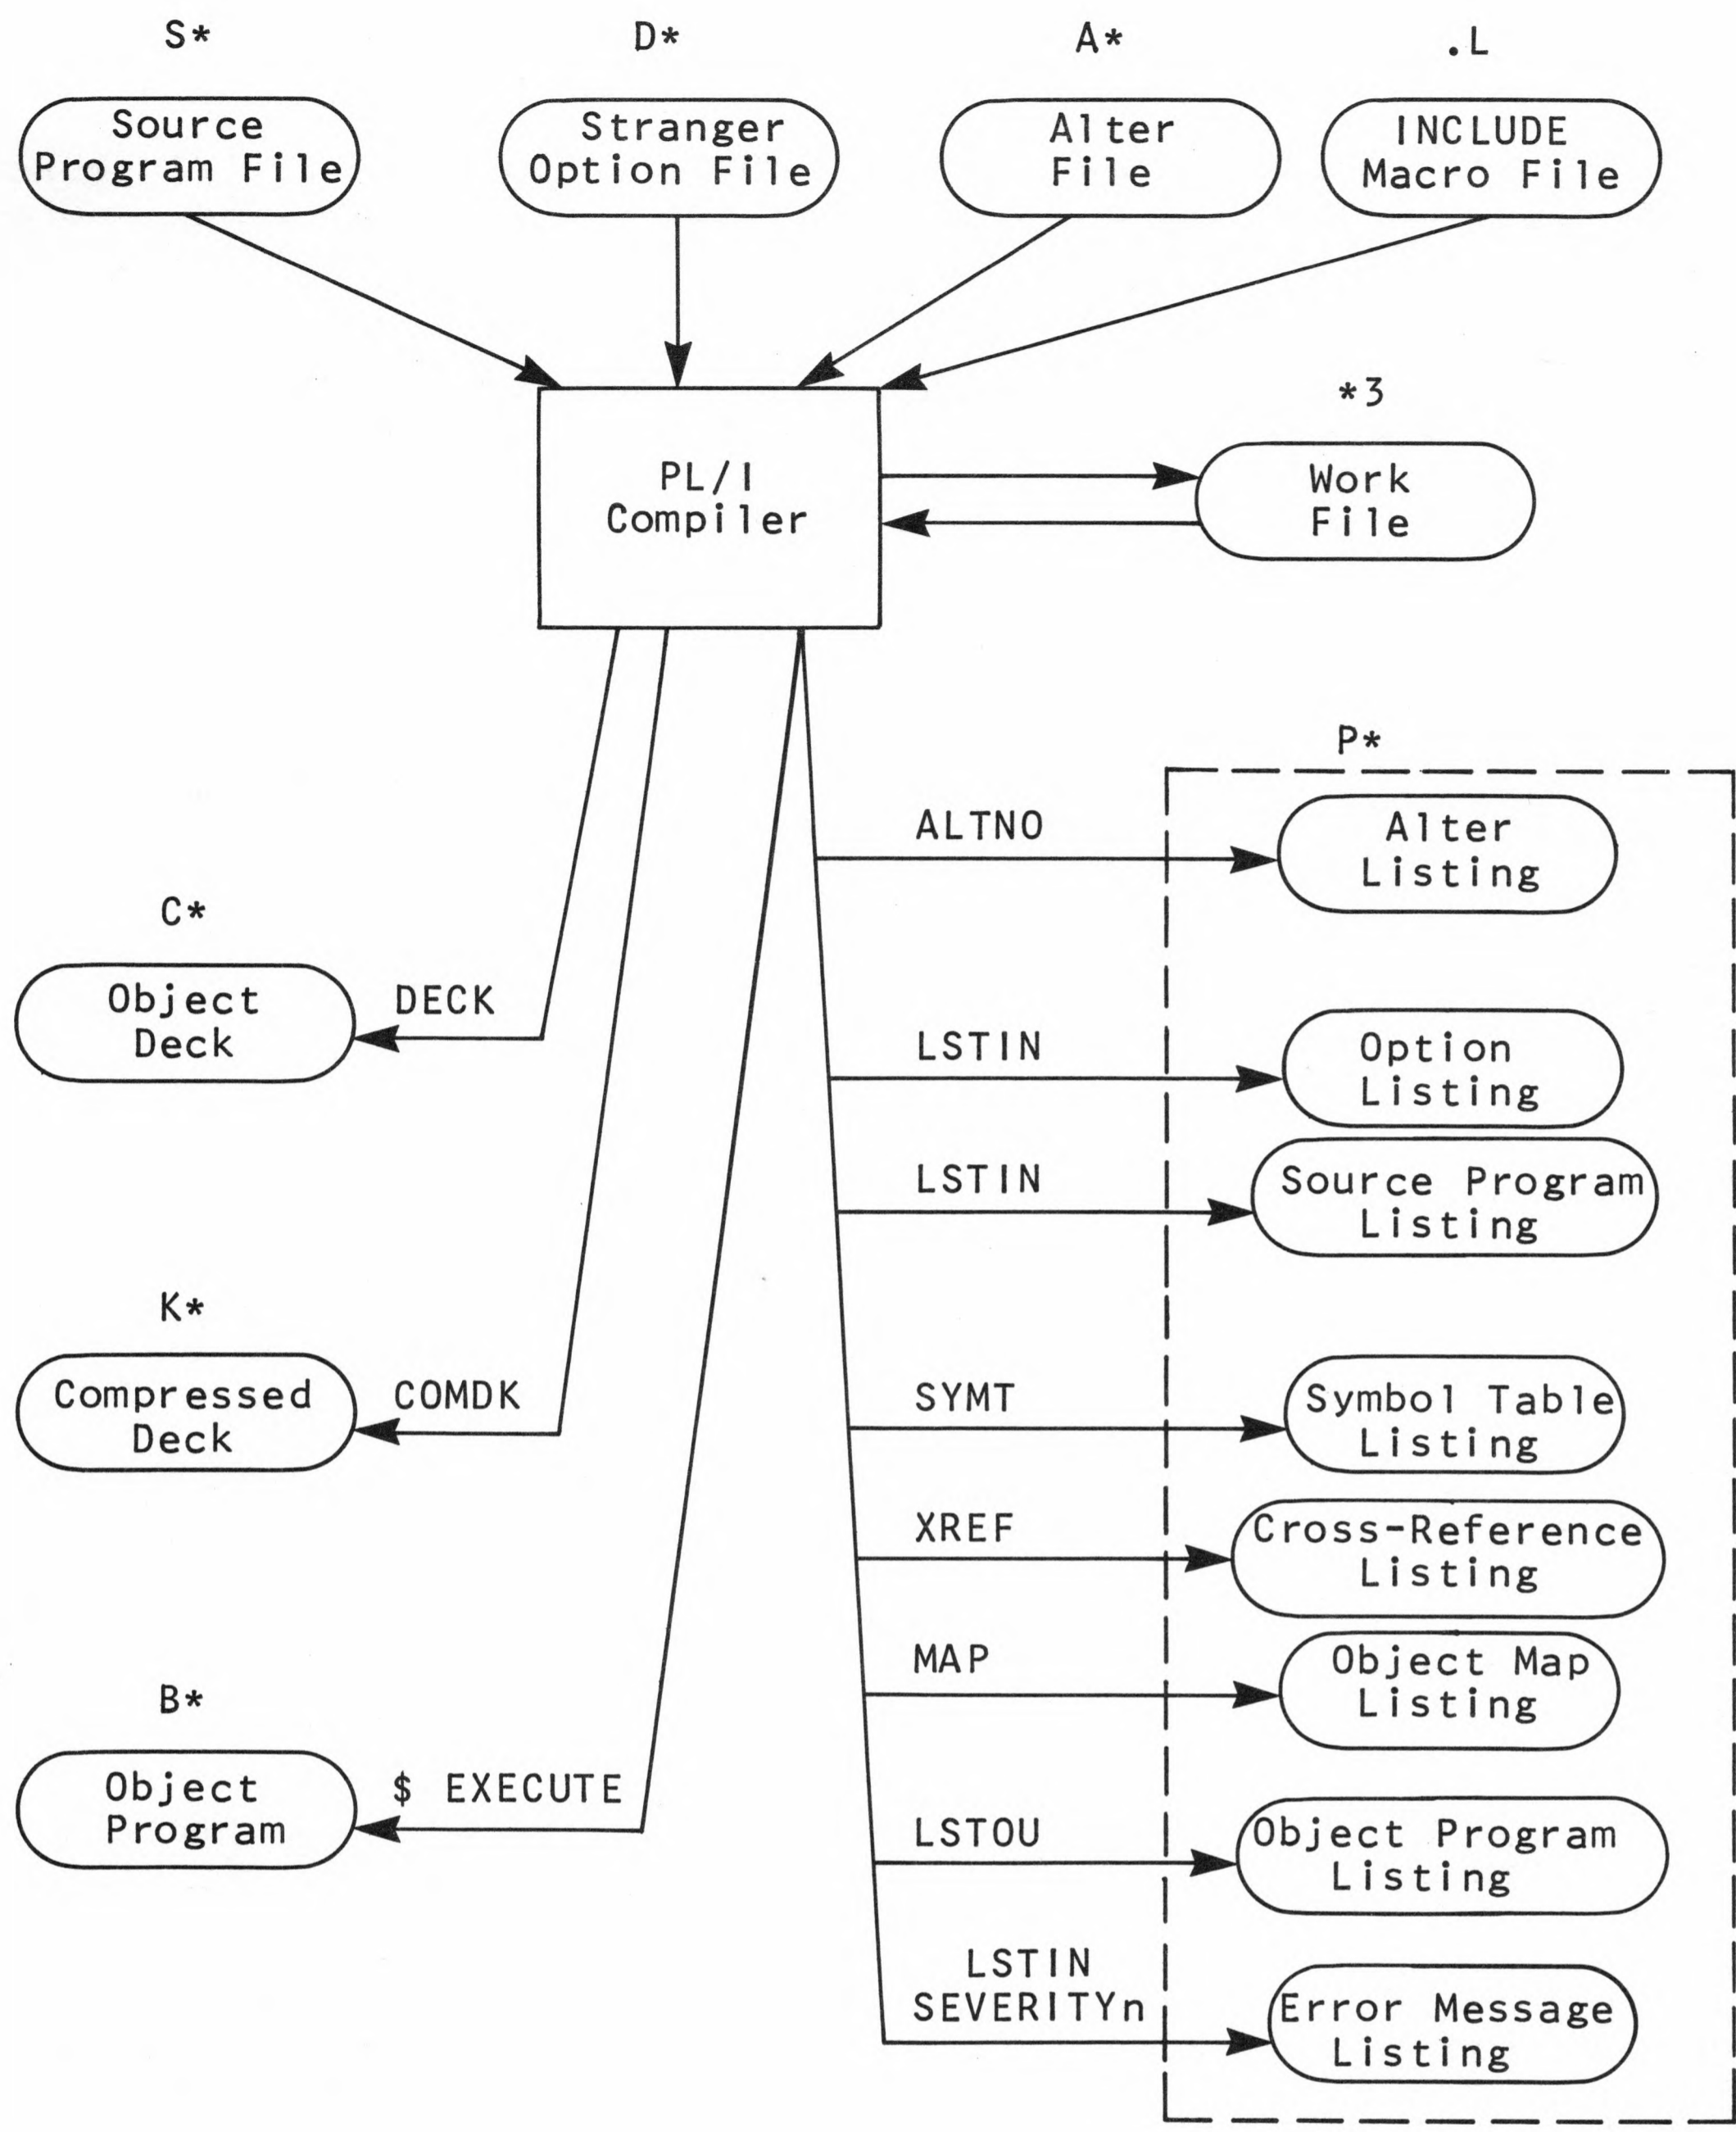 S*
D*
A*
.L
Source
Program File
Stranger
Option File
Alter
File
INCLUDE
Macro File
*3
PL/I
Compiler
Work
File
P*
ALTNO
Alter
Listing
C*
Object
Deck
DECK
LSTIN
Option
Listing
LSTIN
Source Program
Listing
K*
Compressed
Deck
COMDK
SYMT
Symbol Table
Listing
XREF
Cross-Reference
Listing
MAP
Object Map
Listing
B*
Object
Program
$ EXECUTE
LSTOU
Object Program
Listing
LSTIN
SEVERITYn
Error Message
Listing